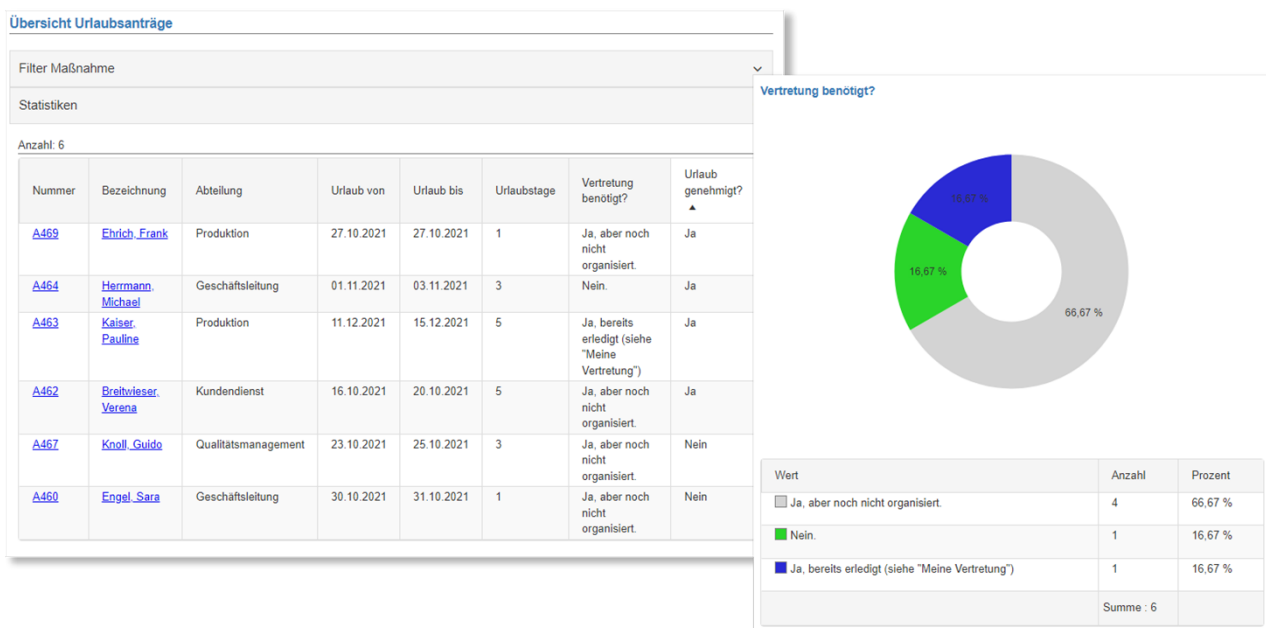 Übersicht Urlaubsanträge
Filter Maßnahme
Statistiken
Anzahl: 6
Nummer Bezeichnung Abteilung Urlaub von Urlaub bis Urlaubstage Vertretung benötigt? Urlaub genehmigt? ▲
A469 Ehrich, Frank Produktion 27.10.2021 27.10.2021 1 Ja, aber noch nicht organisiert. Ja
A464 Herrmann, Michael Geschäftsleitung 01.11.2021 03.11.2021 3 Nein. Ja
A463 Kaiser, Pauline Produktion 11.12.2021 15.12.2021 5 Ja, bereits erledigt (siehe "Meine Vertretung") Ja
A462 Breitwieser, Verena Kundendienst 16.10.2021 20.10.2021 5 Ja, aber noch nicht organisiert. Ja
A467 Knoll, Guido Qualitätsmanagement 23.10.2021 25.10.2021 3 Ja, aber noch nicht organisiert. Nein
A460 Engel, Sara Geschäftsleitung 30.10.2021 31.10.2021 1 Ja, aber noch nicht organisiert. Nein
Vertretung benötigt?
16,67 %
16,67 %
66,67 %
Wert Anzahl Prozent
Ja, aber noch nicht organisiert. 4 66,67 %
Nein. 1 16,67 %
Ja, bereits erledigt (siehe "Meine Vertretung") 1 16,67 %
Summe : 6